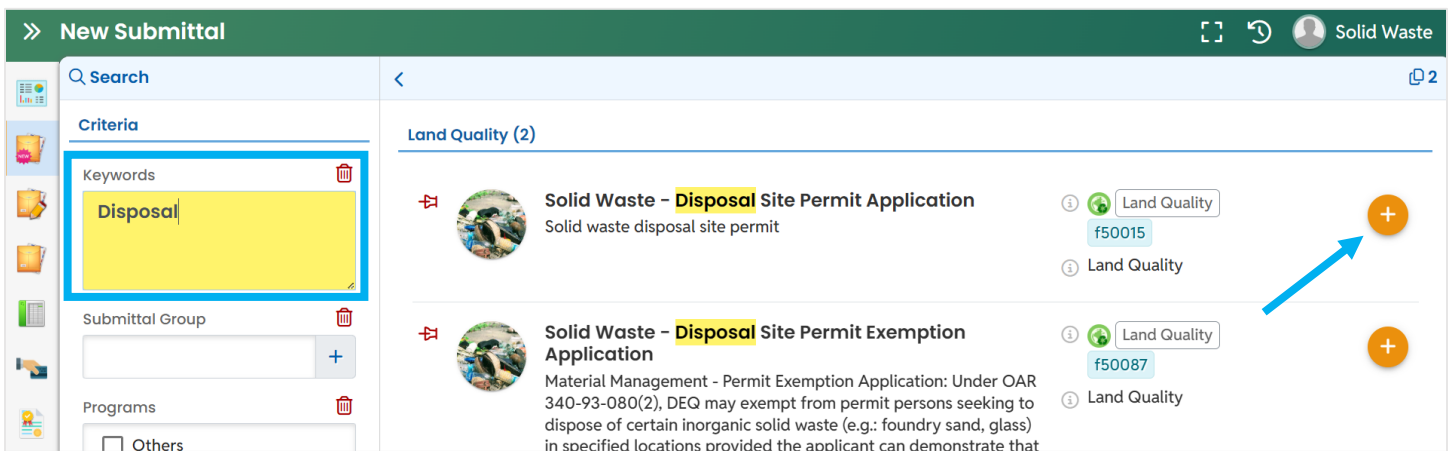 New Submittal
Solid Waste
Search
2
Criteria
Keywords
Disposal
Submittal Group
+
Programs
Others
Land Quality (2)
Solid Waste – Disposal Site Permit Application
Solid waste disposal site permit
Land Quality
f50015
Land Quality
+
Solid Waste – Disposal Site Permit Exemption
Application
Material Management - Permit Exemption Application: Under OAR
340-93-080(2), DEQ may exempt from permit persons seeking to
dispose of certain inorganic solid waste (e.g.: foundry sand, glass)
in specified locations provided the applicant can demonstrate that
Land Quality
f50087
Land Quality
+